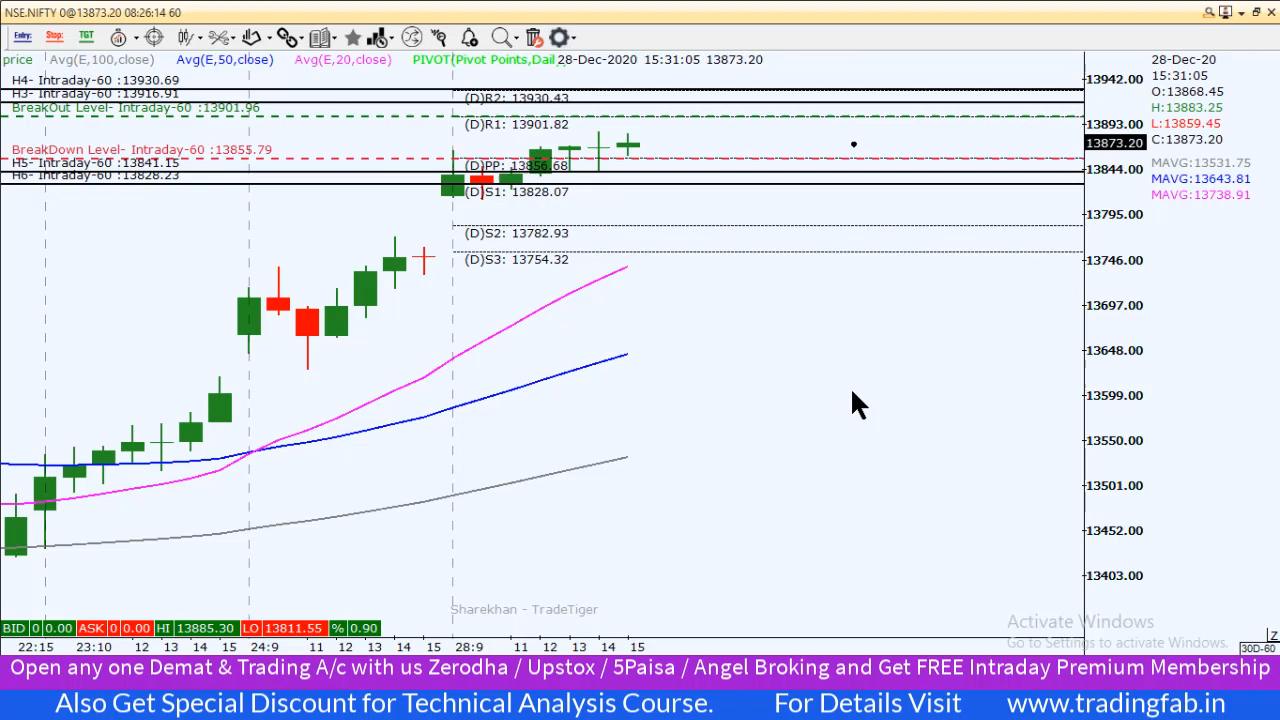 NSE.NIFTY 0@13873.20 08:26:14 60
Entry: Stop: TGT
price Avg(E,100,close) Avg(E,50,close) Avg(E,20,close) PIVOT(Pivot Points,Dail 28-Dec-2020 15:31:05 13873.20
H4- Intraday-60 :13930.69
H3- Intraday-60 :13916.91
BreakOut Level- Intraday-60 :13901.96
BreakDown Level- Intraday-60 :13855.79
H5- Intraday-60 :13841.15
H6- Intraday-60 :13828.23
(D)R2: 13930.43
(D)R1: 13901.82
(D)PP: 13856.68
(D)S1: 13828.07
(D)S2: 13782.93
(D)S3: 13754.32
13942.00
13893.00
13873.20
13844.00
13795.00
13746.00
13697.00
13648.00
13599.00
13550.00
13501.00
13452.00
13403.00
28-Dec-20
15:31:05
O:13868.45
H:13883.25
L:13859.45
C:13873.20
MAVG:13531.75
MAVG:13643.81
MAVG:13738.91
Sharekhan - TradeTiger
Activate Windows
Go to Settings to activate Windows.
BID 0 0.00 ASK 0 0.00 HI 13885.30 LO 13811.55 % 0.90
22:15 23:10 12 13 14 15 24:9 11 12 13 14 15 28:9 11 12 13 14 15
Z
30D-60
Open any one Demat & Trading A/c with us Zerodha / Upstox / 5Paisa / Angel Broking and Get FREE Intraday Premium Membership
Also Get Special Discount for Technical Analysis Course. For Details Visit www.tradingfab.in